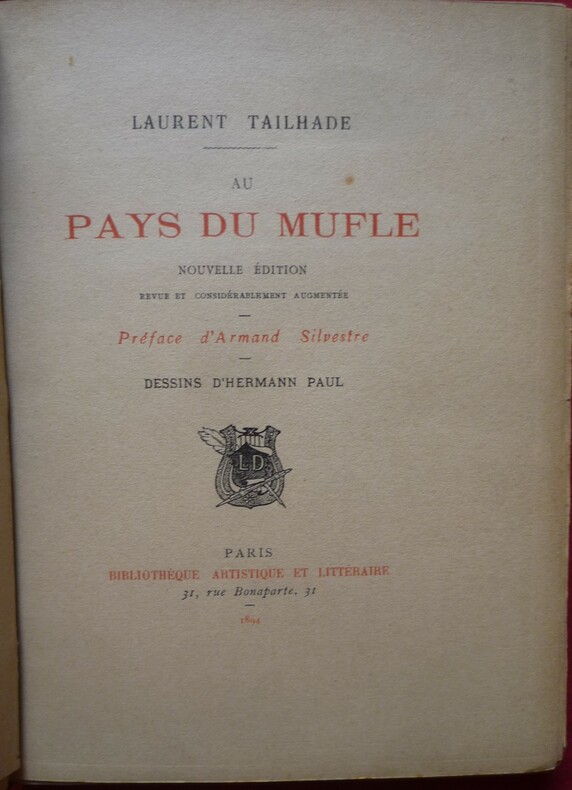 LAURENT TAILHADE
AU
PAYS DU MUFLE
NOUVELLE ÉDITION
REVUE ET CONSIDÉRABLEMENT AUGMENTÉE
Préface d'Armand Silvestre
DESSINS D'HERMANN PAUL
LD
PARIS
BIBLIOTHÈQUE ARTISTIQUE ET LITTÉRAIRE
31, rue Bonaparte, 31
1894